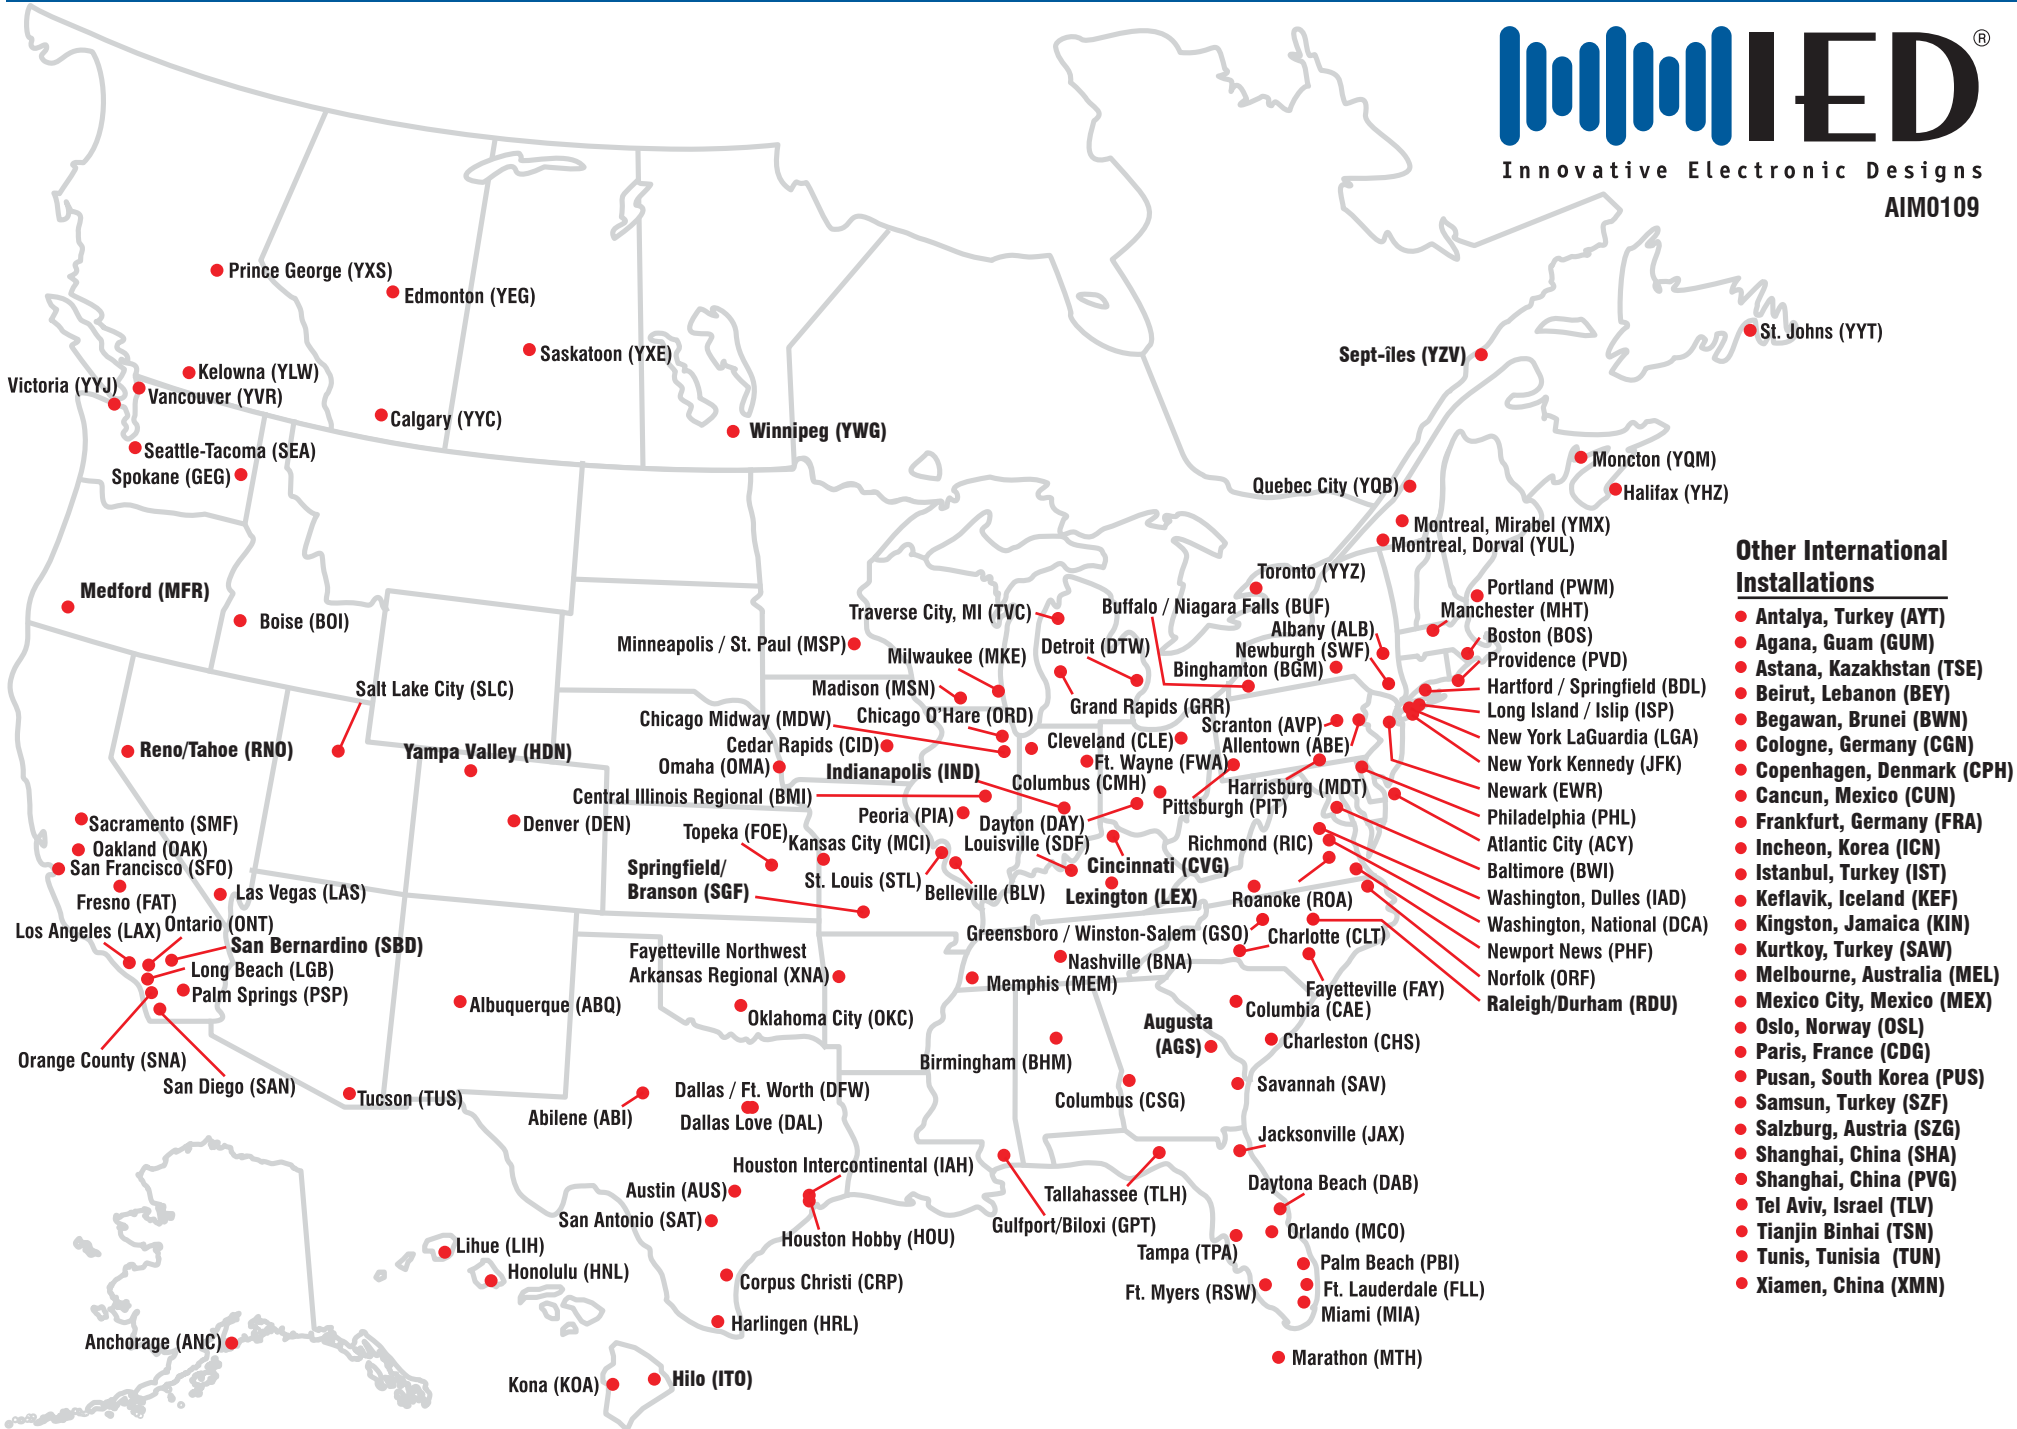 IED®
Innovative Electronic Designs
AIM0109
Prince George (YXS)
Edmonton (YEG)
Saskatoon (YXE)
Kelowna (YLW)
Victoria (YYJ)
Vancouver (YVR)
Calgary (YYC)
Winnipeg (YWG)
Sept-îles (YZV)
St. Johns (YYT)
Seattle-Tacoma (SEA)
Spokane (GEG)
Moncton (YQM)
Quebec City (YQB)
Halifax (YHZ)
Montreal, Mirabel (YMX)
Montreal, Dorval (YUL)
Toronto (YYZ)
Medford (MFR)
Boise (BOI)
Traverse City, MI (TVC)
Buffalo / Niagara Falls (BUF)
Portland (PWM)
Manchester (MHT)
Albany (ALB)
Boston (BOS)
Minneapolis / St. Paul (MSP)
Detroit (DTW)
Newburgh (SWF)
Milwaukee (MKE)
Binghamton (BGM)
Providence (PVD)
Salt Lake City (SLC)
Madison (MSN)
Hartford / Springfield (BDL)
Grand Rapids (GRR)
Long Island / Islip (ISP)
Chicago Midway (MDW)
Chicago O'Hare (ORD)
Scranton (AVP)
New York LaGuardia (LGA)
Reno/Tahoe (RNO)
Yampa Valley (HDN)
Cedar Rapids (CID)
Cleveland (CLE)
Allentown (ABE)
Omaha (OMA)
Indianapolis (IND)
Ft. Wayne (FWA)
New York Kennedy (JFK)
Columbus (CMH)
Harrisburg (MDT)
Newark (EWR)
Central Illinois Regional (BMI)
Pittsburgh (PIT)
Peoria (PIA)
Philadelphia (PHL)
Sacramento (SMF)
Denver (DEN)
Topeka (FOE)
Dayton (DAY)
Oakland (OAK)
Kansas City (MCI)
Louisville (SDF)
Richmond (RIC)
Atlantic City (ACY)
San Francisco (SFO)
Springfield/
Branson (SGF)
Cincinnati (CVG)
Baltimore (BWI)
St. Louis (STL)
Belleville (BLV)
Lexington (LEX)
Roanoke (ROA)
Washington, Dulles (IAD)
Las Vegas (LAS)
Fresno (FAT)
Ontario (ONT)
Los Angeles (LAX)
Washington, National (DCA)
San Bernardino (SBD)
Greensboro / Winston-Salem (GSO)
Charlotte (CLT)
Newport News (PHF)
Fayetteville Northwest
Arkansas Regional (XNA)
Long Beach (LGB)
Nashville (BNA)
Norfolk (ORF)
Palm Springs (PSP)
Memphis (MEM)
Fayetteville (FAY)
Raleigh/Durham (RDU)
Albuquerque (ABQ)
Oklahoma City (OKC)
Columbia (CAE)
Augusta
(AGS)
Charleston (CHS)
Orange County (SNA)
Birmingham (BHM)
San Diego (SAN)
Tucson (TUS)
Dallas / Ft. Worth (DFW)
Savannah (SAV)
Abilene (ABI)
Dallas Love (DAL)
Columbus (CSG)
Jacksonville (JAX)
Houston Intercontinental (IAH)
Austin (AUS)
Tallahassee (TLH)
Daytona Beach (DAB)
San Antonio (SAT)
Gulfport/Biloxi (GPT)
Houston Hobby (HOU)
Orlando (MCO)
Lihue (LIH)
Tampa (TPA)
Honolulu (HNL)
Palm Beach (PBI)
Corpus Christi (CRP)
Ft. Myers (RSW)
Ft. Lauderdale (FLL)
Harlingen (HRL)
Miami (MIA)
Anchorage (ANC)
Marathon (MTH)
Kona (KOA)
Hilo (ITO)
Other International
Installations
Antalya, Turkey (AYT)
Agana, Guam (GUM)
Astana, Kazakhstan (TSE)
Beirut, Lebanon (BEY)
Begawan, Brunei (BWN)
Cologne, Germany (CGN)
Copenhagen, Denmark (CPH)
Cancun, Mexico (CUN)
Frankfurt, Germany (FRA)
Incheon, Korea (ICN)
Istanbul, Turkey (IST)
Keflavik, Iceland (KEF)
Kingston, Jamaica (KIN)
Kurtkoy, Turkey (SAW)
Melbourne, Australia (MEL)
Mexico City, Mexico (MEX)
Oslo, Norway (OSL)
Paris, France (CDG)
Pusan, South Korea (PUS)
Samsun, Turkey (SZF)
Salzburg, Austria (SZG)
Shanghai, China (SHA)
Shanghai, China (PVG)
Tel Aviv, Israel (TLV)
Tianjin Binhai (TSN)
Tunis, Tunisia (TUN)
Xiamen, China (XMN)